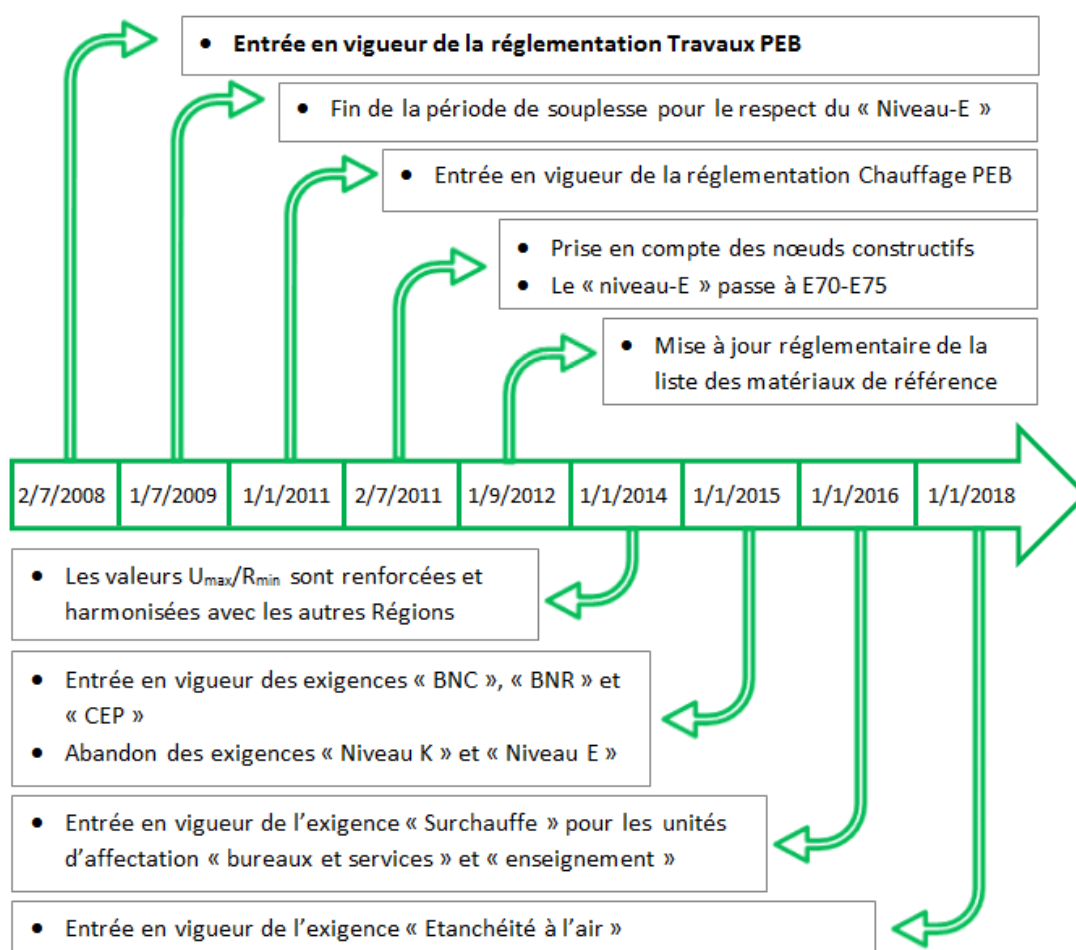 • Entrée en vigueur de la réglementation Travaux PEB
• Fin de la période de souplesse pour le respect du « Niveau-E »
• Entrée en vigueur de la réglementation Chauffage PEB
• Prise en compte des nœuds constructifs
• Le « niveau-E » passe à E70-E75
• Mise à jour réglementaire de la
liste des matériaux de référence
2/7/2008 1/7/2009 1/1/2011 2/7/2011 1/9/2012 1/1/2014 1/1/2015 1/1/2016 1/1/2018
• Les valeurs Umax/Rmin sont renforcées et
harmonisées avec les autres Régions
• Entrée en vigueur des exigences « BNC », « BNR » et
« CEP »
• Abandon des exigences « Niveau K » et « Niveau E »
• Entrée en vigueur de l’exigence « Surchauffe » pour les unités
d’affectation « bureaux et services » et « enseignement »
• Entrée en vigueur de l’exigence « Etanchéité à l’air »